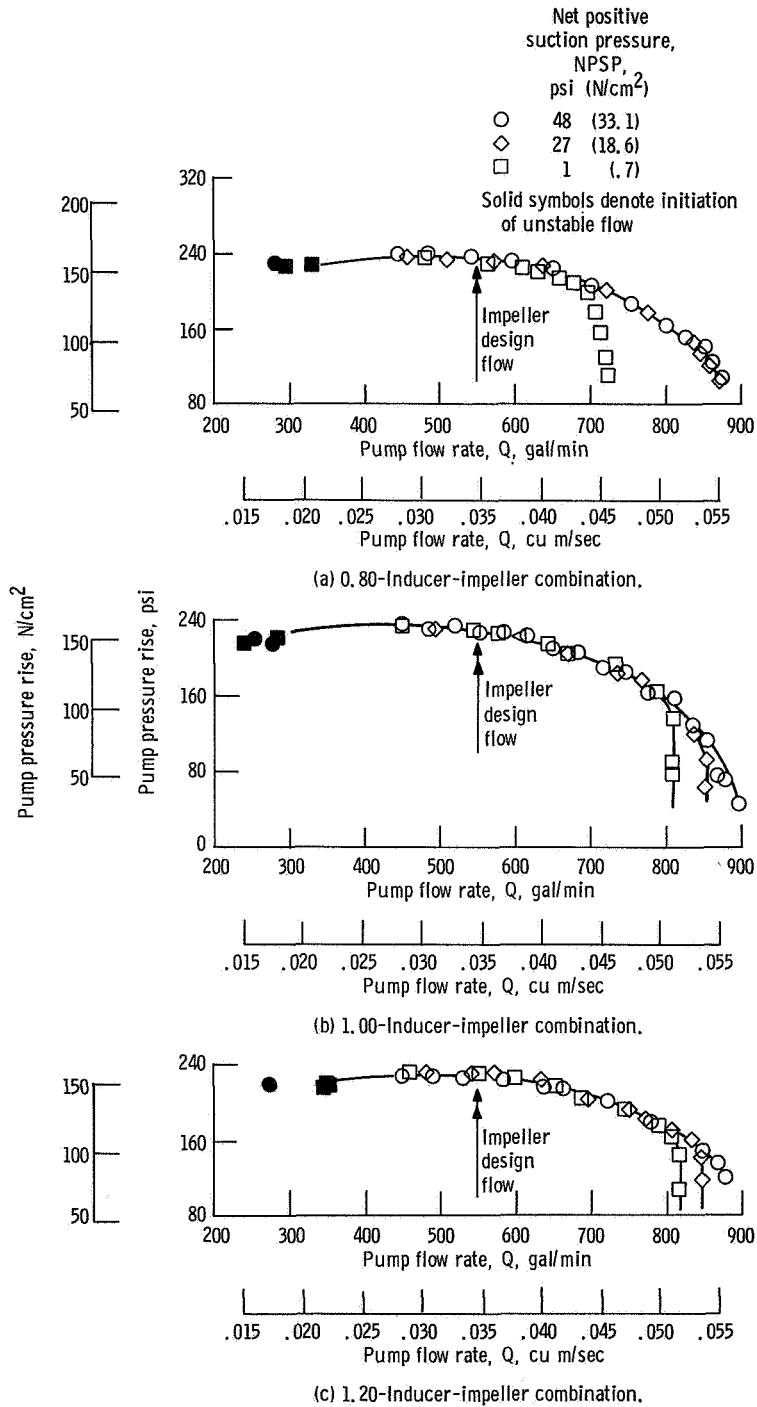 Net positive
suction pressure,
NPSP,
psi (N/cm2)
48 (33.1)
27 (18.6)
1 (.7)
Solid symbols denote initiation
of unstable flow
200
150
100
50
320
240
160
80
Impeller
design
flow
200 300 400 500 600 700 800 900
Pump flow rate, Q, gal/min
.015 .020 .025 .030 .035 .040 .045 .050 .055
Pump flow rate, Q, cu m/sec
(a) 0.80-Inducer-impeller combination.
Pump pressure rise, N/cm2
Pump pressure rise, psi
150
100
50
240
160
80
0
Impeller
design
flow
200 300 400 500 600 700 800 900
Pump flow rate, Q, gal/min
.015 .020 .025 .030 .035 .040 .045 .050 .055
Pump flow rate, Q, cu m/sec
(b) 1.00-Inducer-impeller combination.
150
100
50
240
160
80
Impeller
design
flow
200 300 400 500 600 700 800 900
Pump flow rate, Q, gal/min
.015 .020 .025 .030 .035 .040 .045 .050 .055
Pump flow rate, Q, cu m/sec
(c) 1.20-Inducer-impeller combination.